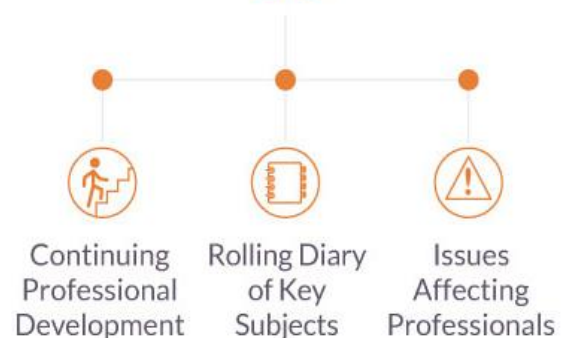 Continuing
Professional
Development
Rolling Diary
of Key
Subjects
Issues
Affecting
Professionals